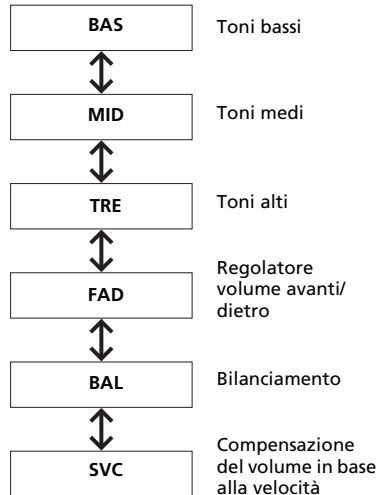 BAS
Toni bassi
MID
Toni medi
TRE
Toni alti
FAD
Regolatore
volume avanti/
dietro
BAL
Bilanciamento
SVC
Compensazione
del volume in base
alla velocità